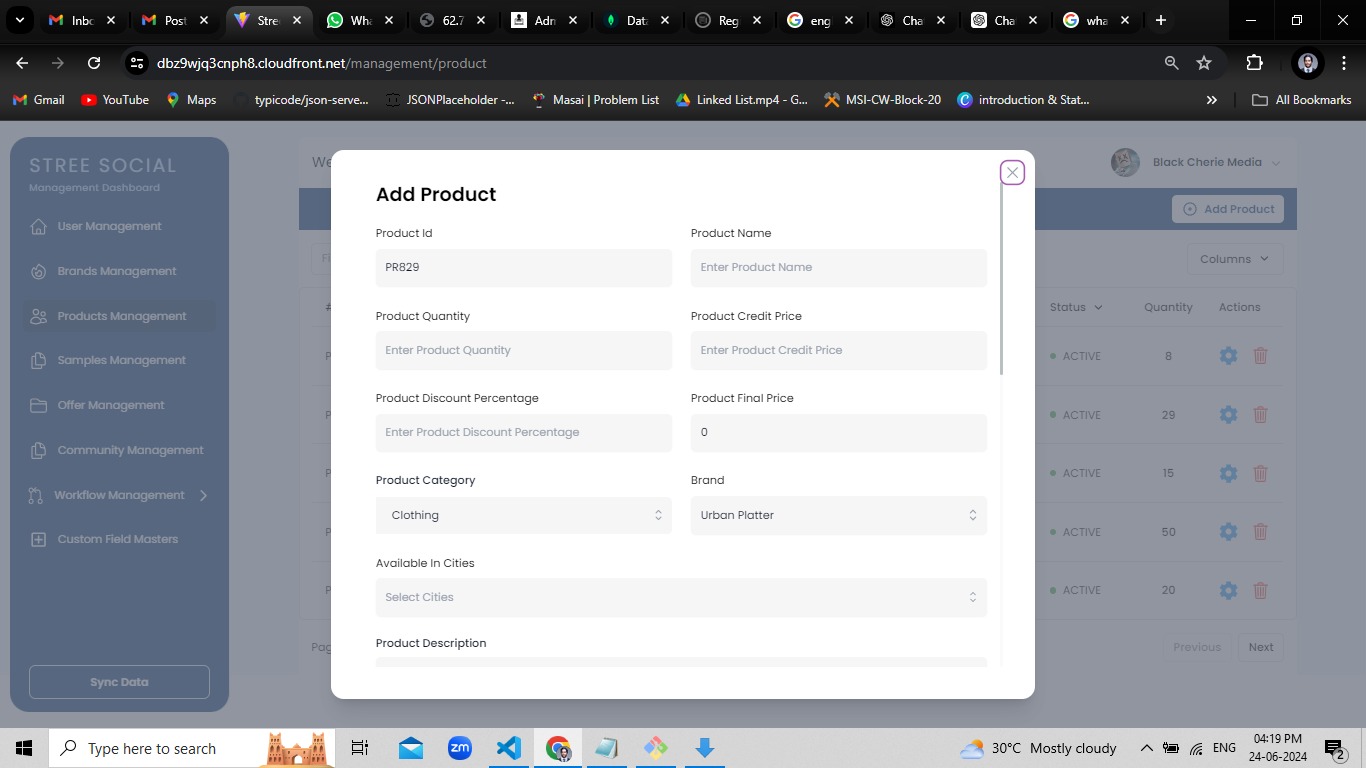 Inbo
Post
Stree
Wha
62.7
Adm
Data
Reg
eng
Cha
Cha
wha
dbz9wjq3cnph8.cloudfront.net/management/product
Gmail
YouTube
Maps
typicode/json-serve...
JSONPlaceholder -...
Masai | Problem List
Linked List.mp4 - G...
MSI-CW-Block-20
introduction & Stat...
All Bookmarks
STREE SOCIAL
Management Dashboard
User Management
Brands Management
Products Management
Samples Management
Offer Management
Community Management
Workflow Management
Custom Field Masters
Sync Data
We
Black Cherie Media
Add Product
Fi
Columns
#
Status
Quantity
Actions
P
ACTIVE
8
P
ACTIVE
29
P
ACTIVE
15
P
ACTIVE
50
P
ACTIVE
20
Pag
Previous
Next
Add Product
Product Id
Product Name
PR829
Enter Product Name
Product Quantity
Product Credit Price
Enter Product Quantity
Enter Product Credit Price
Product Discount Percentage
Product Final Price
Enter Product Discount Percentage
0
Product Category
Brand
Clothing
Urban Platter
Available In Cities
Select Cities
Product Description
Type here to search
zm
30°C Mostly cloudy
ENG
04:19 PM
24-06-2024
2